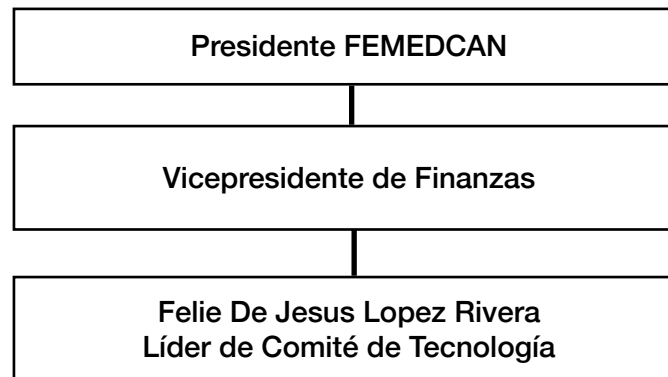 Presidente FEMEDCAN
Vicepresidente de Finanzas
Felie De Jesus Lopez Rivera
Líder de Comité de Tecnología